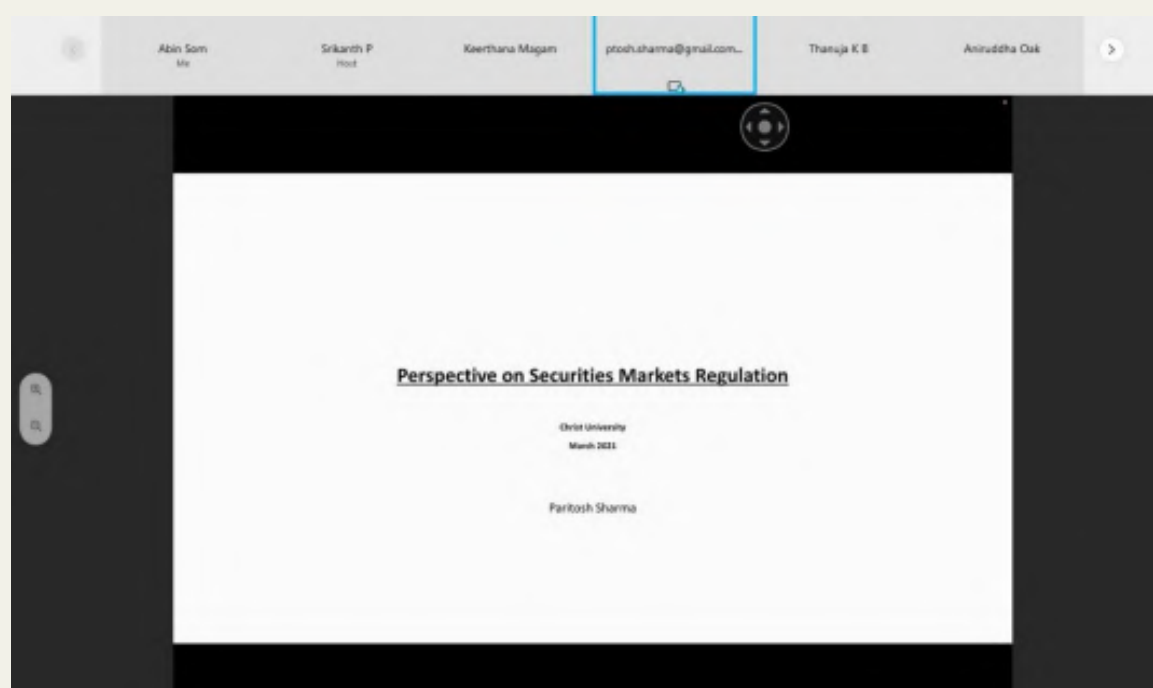 Abin Som
Me
Srikanth P
Host
Keerthana Magam
ptosh.sharma@gmail.com...
Thanuja K B
Aniruddha Oak
Perspective on Securities Markets Regulation
Christ University
March 2021
Paritosh Sharma